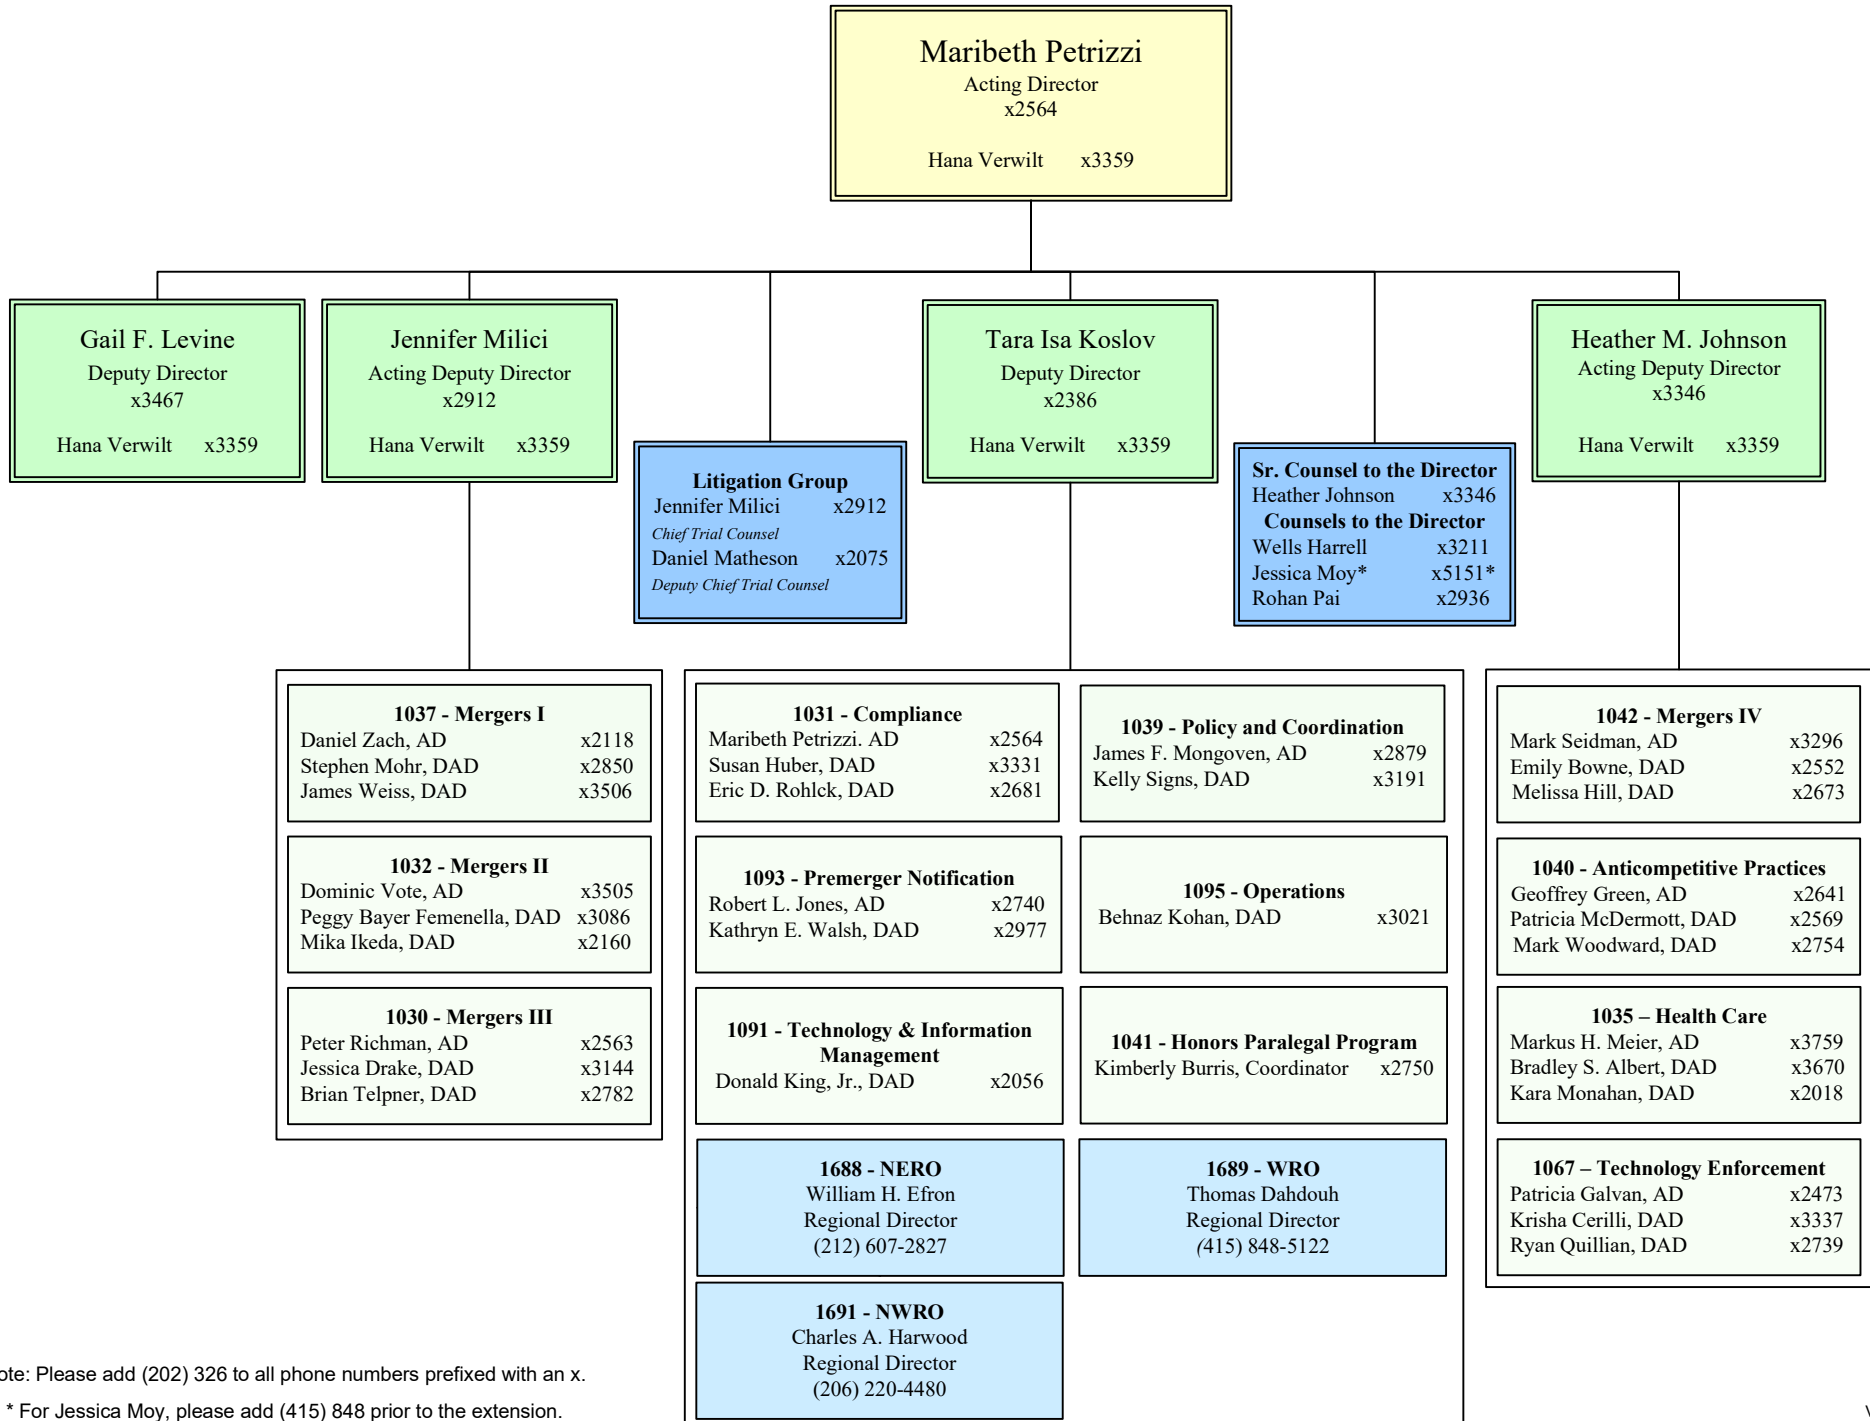 Maribeth Petrizzi
Acting Director
x2564
Hana Verwilt x3359
Gail F. Levine
Deputy Director
x3467
Hana Verwilt x3359
Jennifer Milici
Acting Deputy Director
x2912
Hana Verwilt x3359
Litigation Group
Jennifer Milici x2912
Chief Trial Counsel
Daniel Matheson x2075
Deputy Chief Trial Counsel
Tara Isa Koslov
Deputy Director
x2386
Hana Verwilt x3359
Sr. Counsel to the Director
Heather Johnson x3346
Counsels to the Director
Wells Harrell x3211
Jessica Moy* x5151*
Rohan Pai x2936
Heather M. Johnson
Acting Deputy Director
x3346
Hana Verwilt x3359
1037 - Mergers I
Daniel Zach, AD x2118
Stephen Mohr, DAD x2850
James Weiss, DAD x3506
1032 - Mergers II
Dominic Vote, AD x3505
Peggy Bayer Femenella, DAD x3086
Mika Ikeda, DAD x2160
1030 - Mergers III
Peter Richman, AD x2563
Jessica Drake, DAD x3144
Brian Telpner, DAD x2782
1031 - Compliance
Maribeth Petrizzi. AD x2564
Susan Huber, DAD x3331
Eric D. Rohlck, DAD x2681
1039 - Policy and Coordination
James F. Mongoven, AD x2879
Kelly Signs, DAD x3191
1093 - Premerger Notification
Robert L. Jones, AD x2740
Kathryn E. Walsh, DAD x2977
1095 - Operations
Behnaz Kohan, DAD x3021
1091 - Technology & Information
Management
Donald King, Jr., DAD x2056
1041 - Honors Paralegal Program
Kimberly Burris, Coordinator x2750
1688 - NERO
William H. Efron
Regional Director
(212) 607-2827
1689 - WRO
Thomas Dahdouh
Regional Director
(415) 848-5122
1691 - NWRO
Charles A. Harwood
Regional Director
(206) 220-4480
1042 - Mergers IV
Mark Seidman, AD x3296
Emily Bowne, DAD x2552
Melissa Hill, DAD x2673
1040 - Anticompetitive Practices
Geoffrey Green, AD x2641
Patricia McDermott, DAD x2569
Mark Woodward, DAD x2754
1035 – Health Care
Markus H. Meier, AD x3759
Bradley S. Albert, DAD x3670
Kara Monahan, DAD x2018
1067 – Technology Enforcement
Patricia Galvan, AD x2473
Krisha Cerilli, DAD x3337
Ryan Quillian, DAD x2739
ote: Please add (202) 326 to all phone numbers prefixed with an x.
* For Jessica Moy, please add (415) 848 prior to the extension.